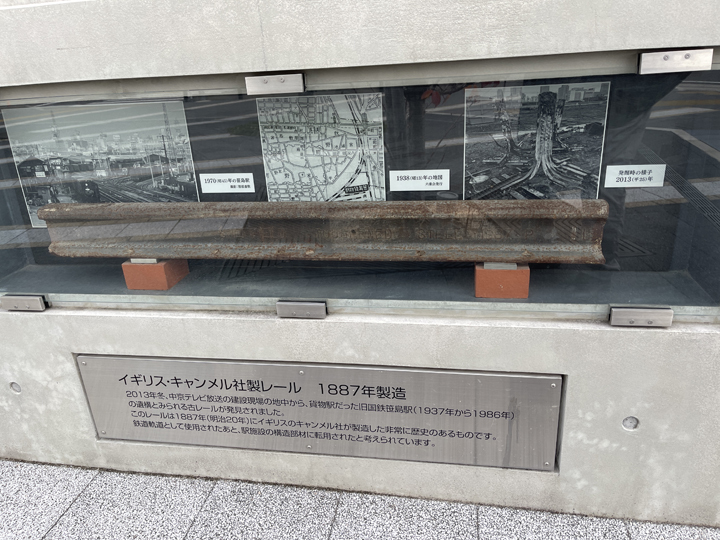 1970(昭45)年の笹島駅
1938(昭13)年の地図
発掘時の様子
2013(平25)年
イギリス・キャンメル社製レール 1887年製造
2013年冬、中京テレビ放送の建設現場の地中から、貨物駅だった旧国鉄笹島駅(1937年から1986年)
の遺構とみられる古レールが発見されました。
このレールは1887年(明治20年)にイギリスのキャンメル社が製造した非常に歴史のあるものです。
鉄道軌道として使用されたあと、駅施設の構造部材に転用されたと考えられています。